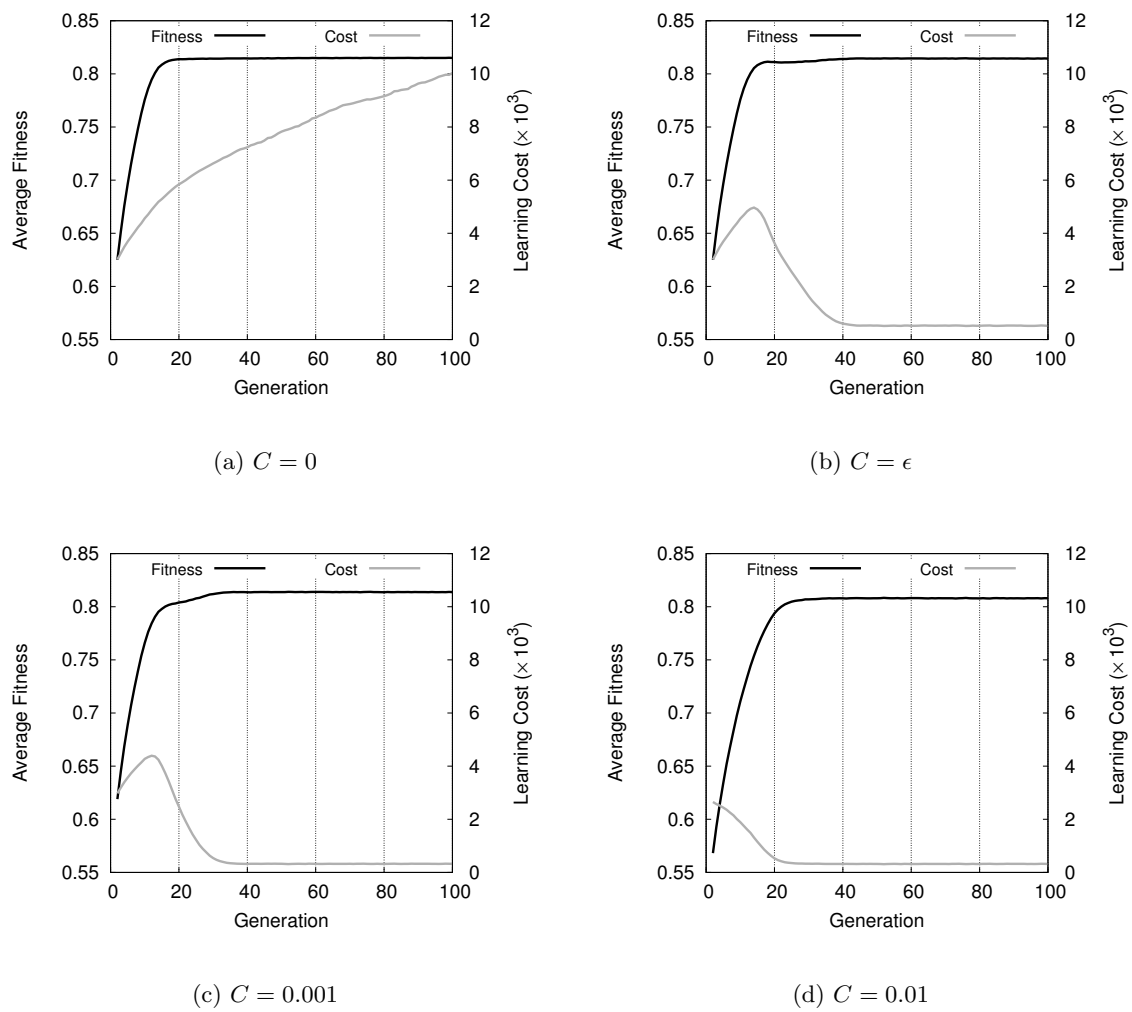 0.85
0.8
0.75
0.7
0.65
0.6
0.55
Average Fitness
Fitness
Cost
12
10
8
6
4
2
0
Learning Cost (× 10³)
0 20 40 60 80 100
Generation
(a) C = 0
0.85
0.8
0.75
0.7
0.65
0.6
0.55
Average Fitness
Fitness
Cost
12
10
8
6
4
2
0
Learning Cost (× 10³)
0 20 40 60 80 100
Generation
(b) C = ϵ
0.85
0.8
0.75
0.7
0.65
0.6
0.55
Average Fitness
Fitness
Cost
12
10
8
6
4
2
0
Learning Cost (× 10³)
0 20 40 60 80 100
Generation
(c) C = 0.001
0.85
0.8
0.75
0.7
0.65
0.6
0.55
Average Fitness
Fitness
Cost
12
10
8
6
4
2
0
Learning Cost (× 10³)
0 20 40 60 80 100
Generation
(d) C = 0.01